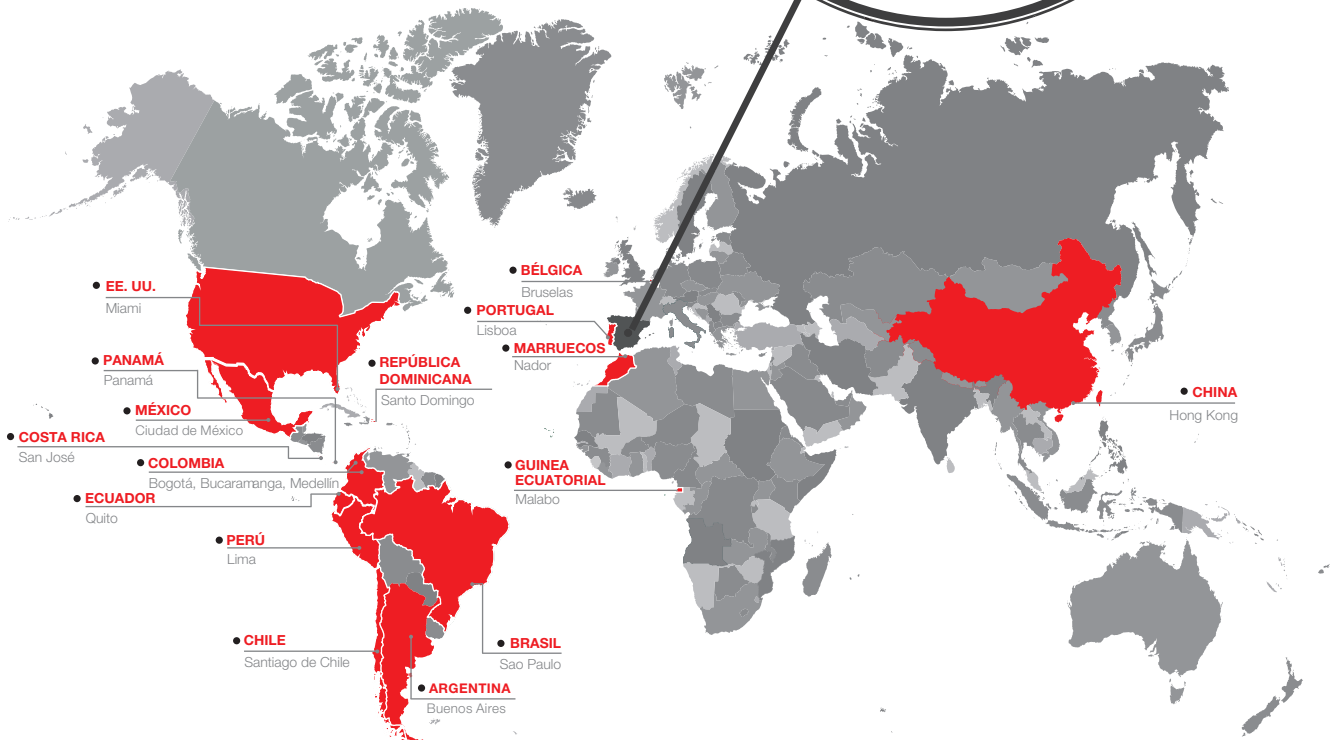 EE. UU.
Miami
PANAMÁ
Panamá
MÉXICO
Ciudad de México
COSTA RICA
San José
COLOMBIA
Bogotá, Bucaramanga, Medellín
ECUADOR
Quito
PERÚ
Lima
CHILE
Santiago de Chile
REPÚBLICA
DOMINICANA
Santo Domingo
BRASIL
Sao Paulo
ARGENTINA
Buenos Aires
BÉLGICA
Bruselas
PORTUGAL
Lisboa
MARRUECOS
Nador
GUINEA
ECUATORIAL
Malabo
CHINA
Hong Kong